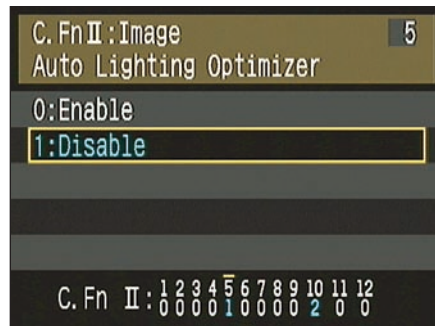 C.Fn II:Image 5
Auto Lighting Optimizer
0:Enable
1:Disable
C.Fn II:1 2 3 4 5 6 7 8 9 10 11 12
0 0 0 0 1 0 0 0 0 2 0 0